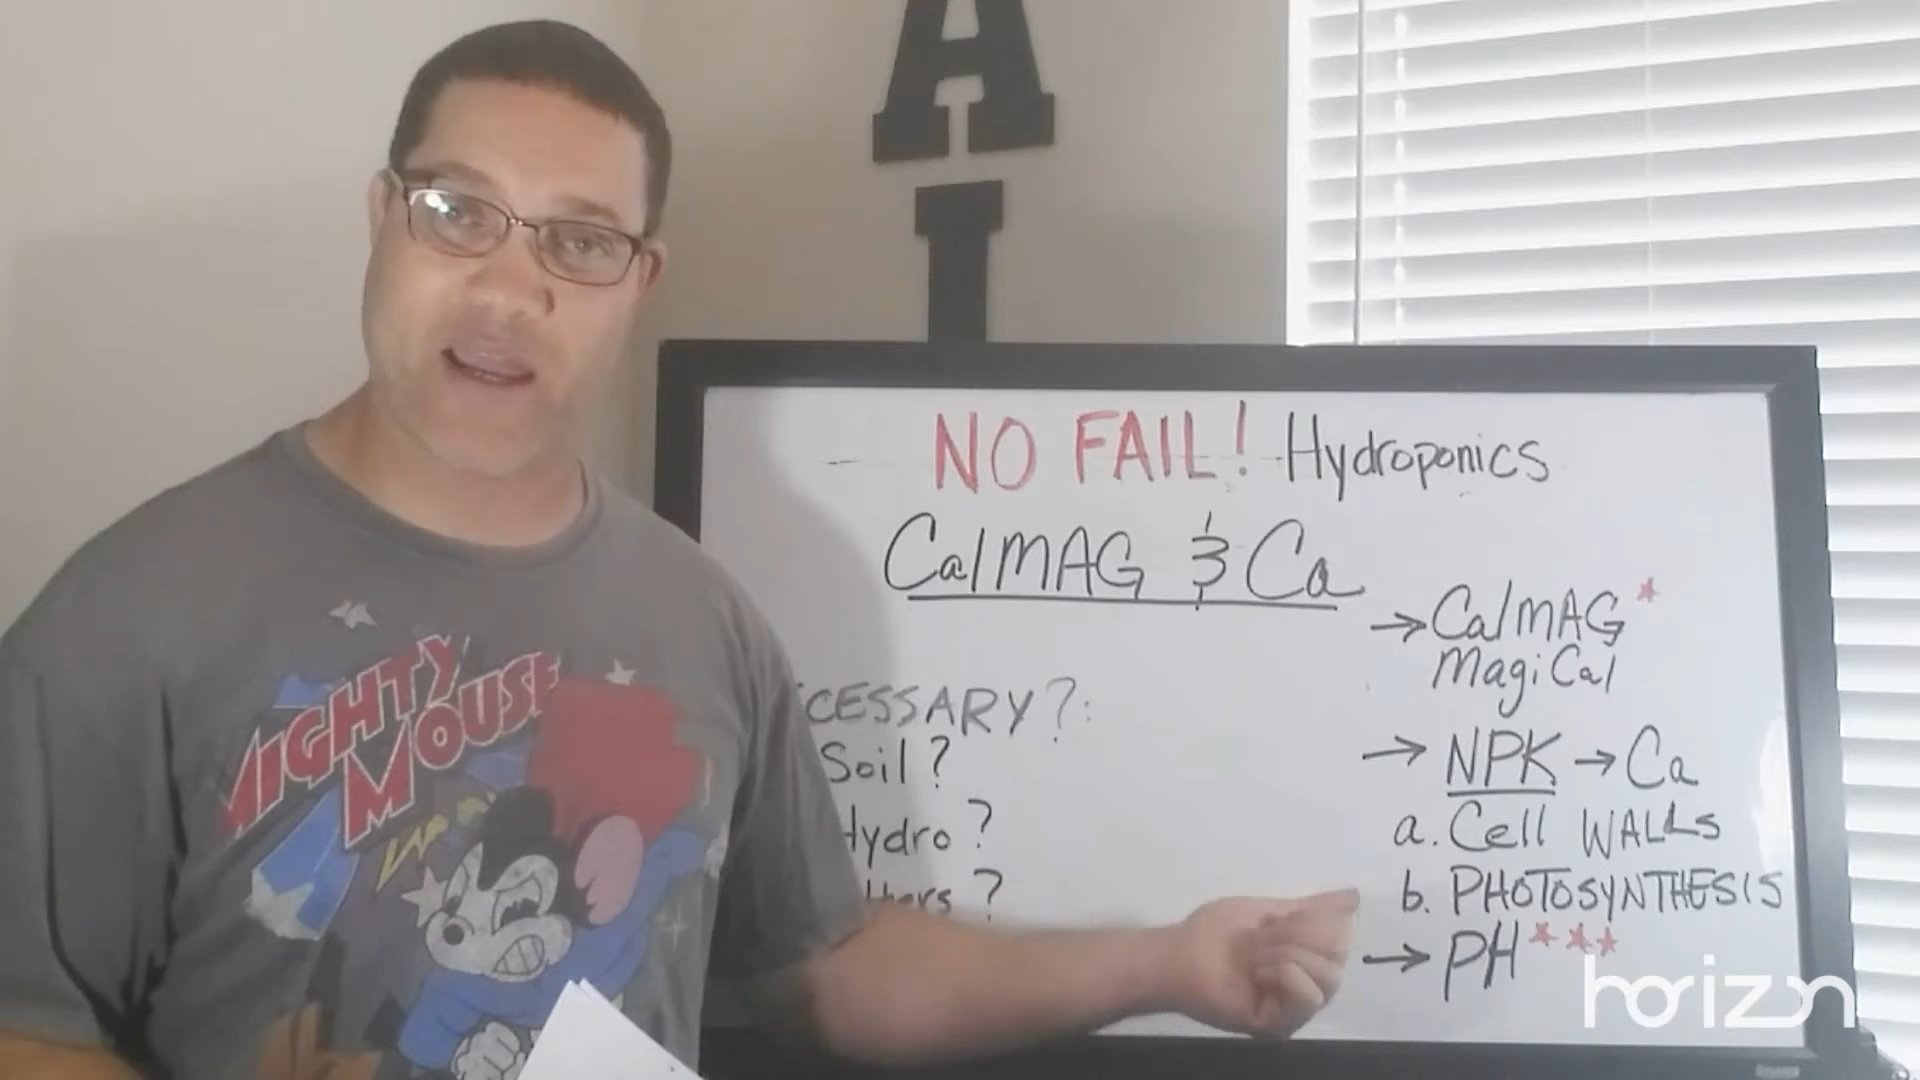 A
I
NO FAIL! Hydroponics
CalMAG & Ca
→ CalMAG*
MagiCal
CESSARY?:
Soil?
Hydro?
thers?
→ NPK → Ca
a. Cell WALLS
b. PHOTOSYNTHESIS
→ PH ***
MIGHTY
MOUSE
horizon